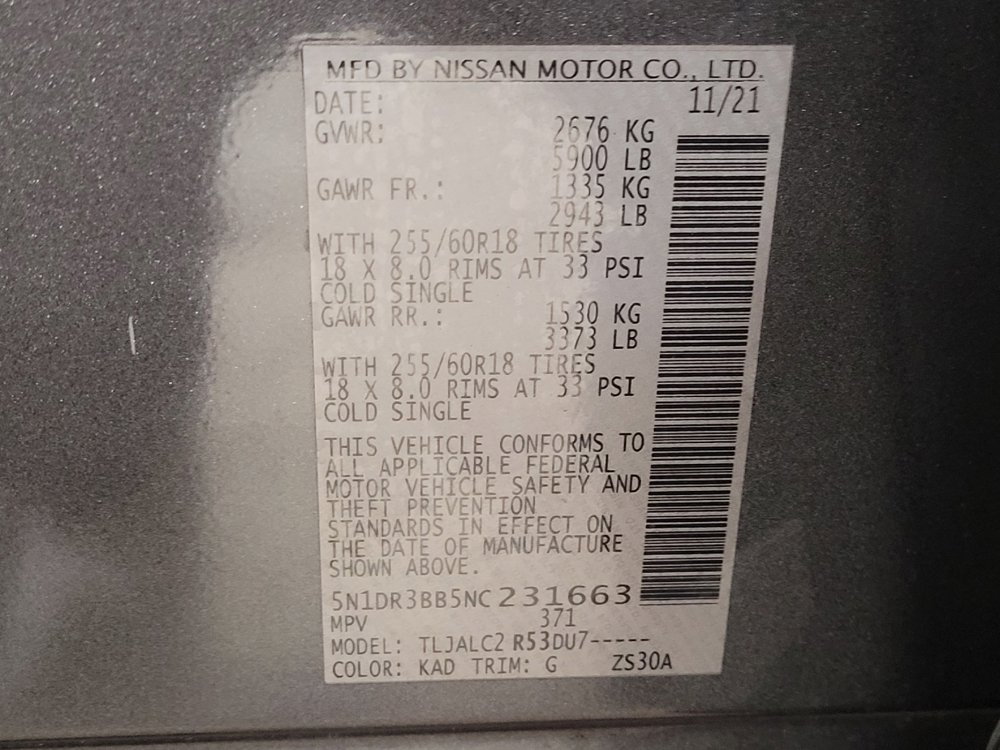 MFD BY NISSAN MOTOR CO., LTD.
DATE: 11/21
GVWR: 2676 KG
5900 LB
GAWR FR.: 1335 KG
2943 LB
WITH 255/60R18 TIRES
18 X 8.0 RIMS AT 33 PSI
COLD SINGLE
GAWR RR.: 1530 KG
3373 LB
WITH 255/60R18 TIRES
18 X 8.0 RIMS AT 33 PSI
COLD SINGLE
THIS VEHICLE CONFORMS TO
ALL APPLICABLE FEDERAL
MOTOR VEHICLE SAFETY AND
THEFT PREVENTION
STANDARDS IN EFFECT ON
THE DATE OF MANUFACTURE
SHOWN ABOVE.
5N1DR3BB5NC231663
MPV 371
MODEL: TLJALC2 R53DU7-----
COLOR: KAD TRIM: G ZS30A